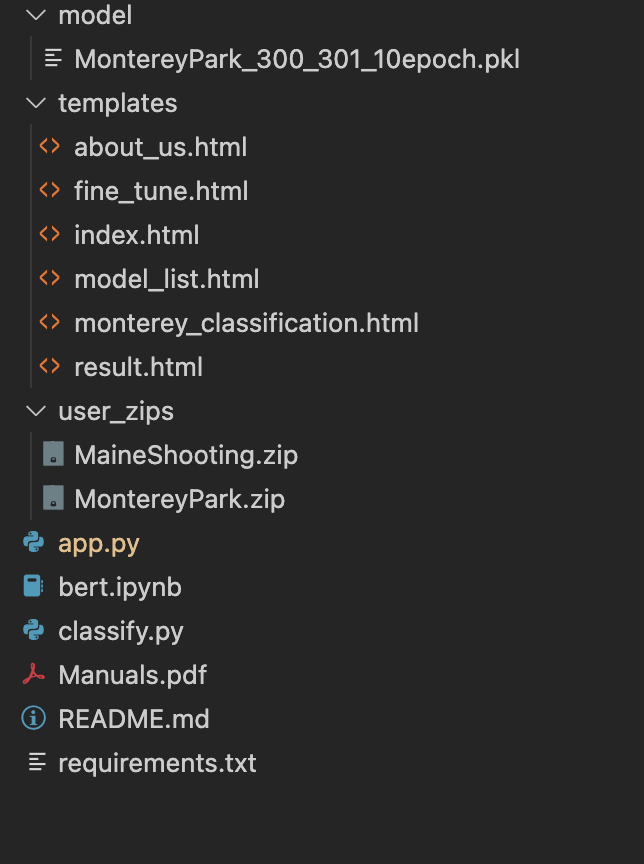 model
MontereyPark_300_301_10epoch.pkl
templates
about_us.html
fine_tune.html
index.html
model_list.html
monterey_classification.html
result.html
user_zips
MaineShooting.zip
MontereyPark.zip
app.py
bert.ipynb
classify.py
Manuals.pdf
README.md
requirements.txt